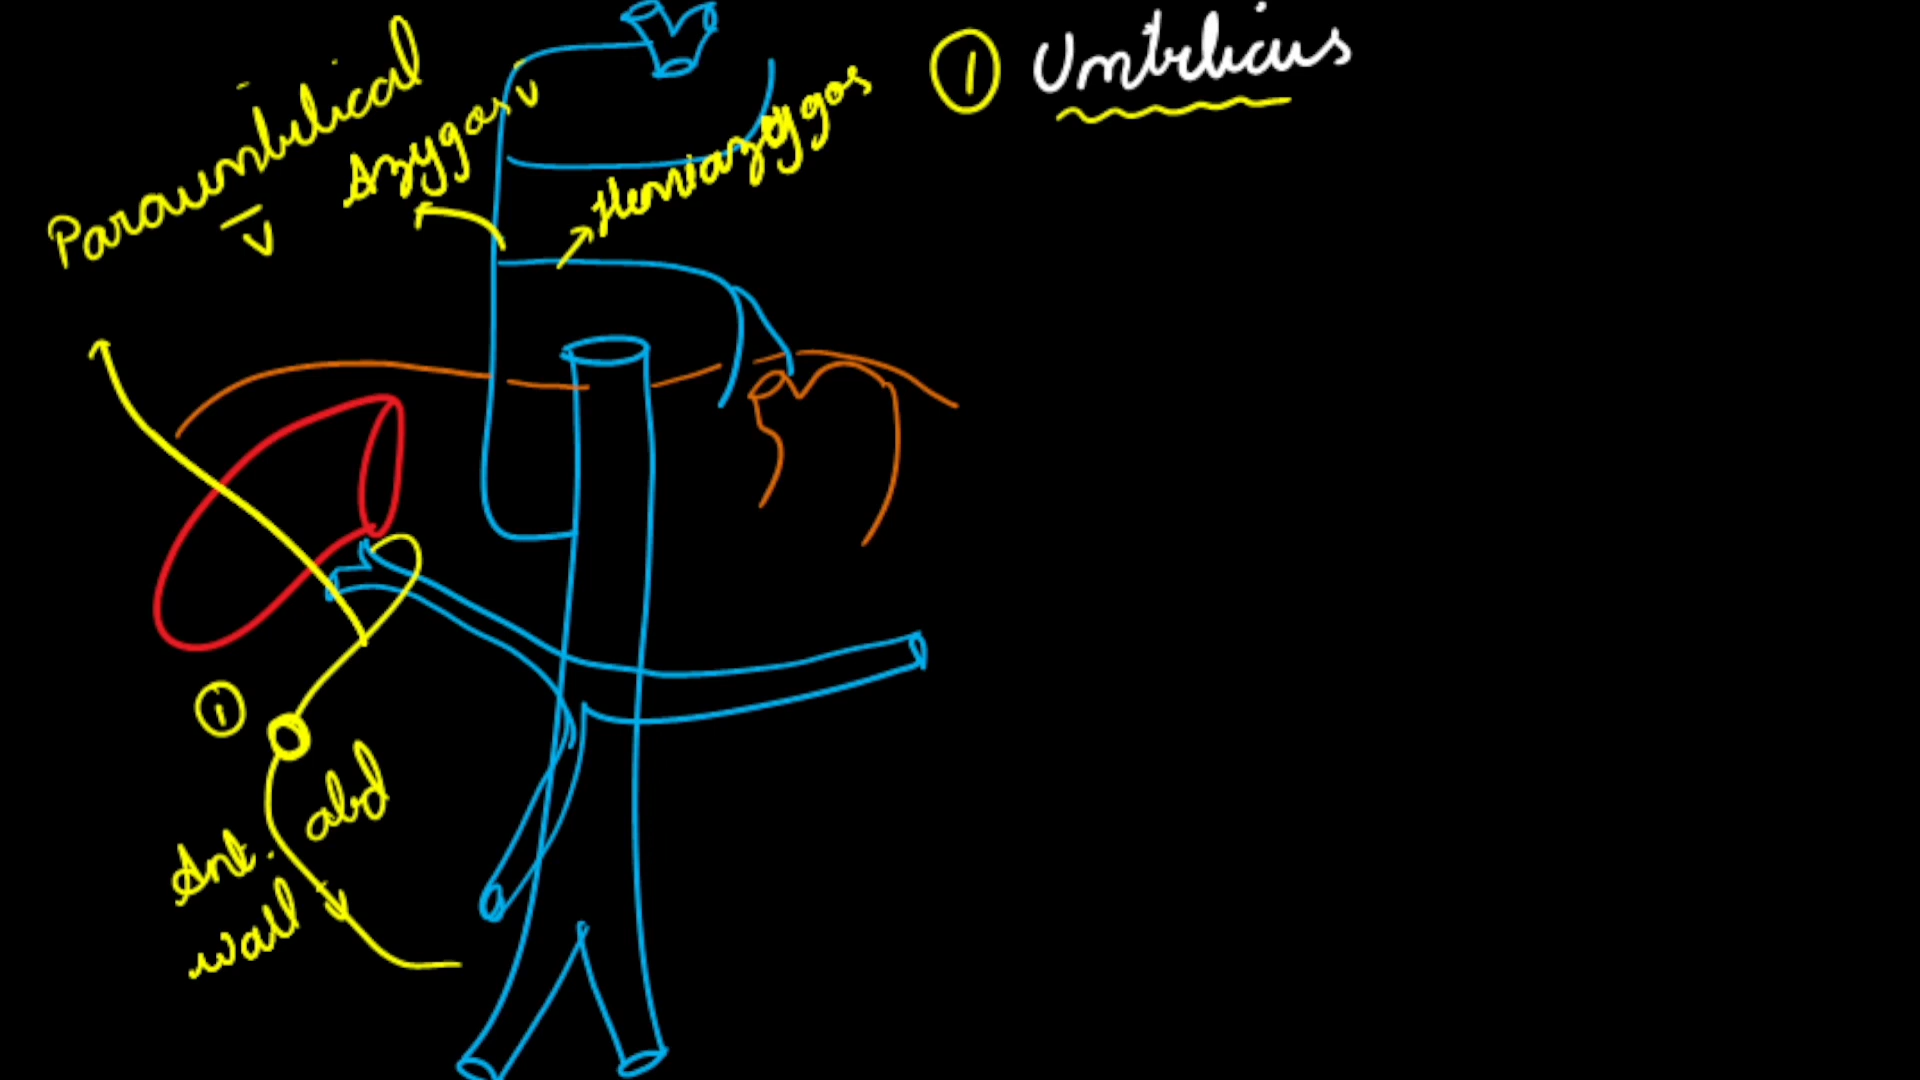 ① Umbilicus
Paraumbilical
v
Azygos v
Hemiazygos
①
Ant. abd
wall